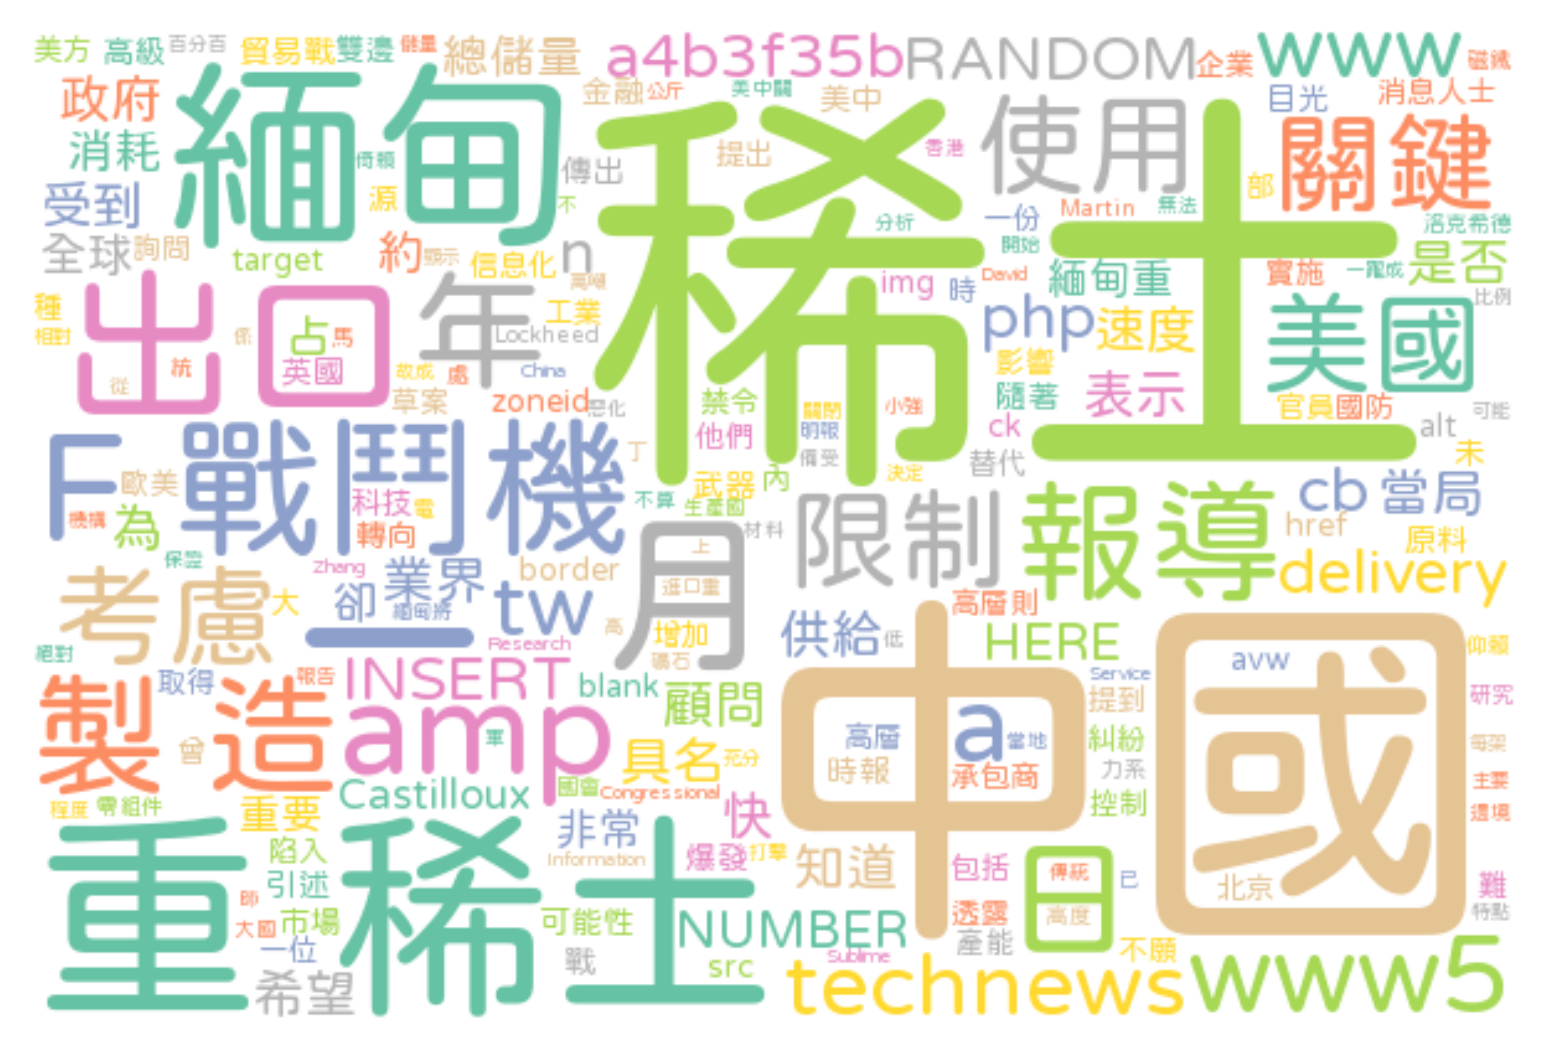 美方 高級 百分百 貿易戰 雙邊 儲量 總儲量 a4b3f35b RANDOM 企業 www 磁鐵
政府 緬甸 金融 公斤 美中關 美中 稀土 目光 消息人士
消耗 倚賴 傳出 提出 香港 使用 關鍵
受到 源 不 分析 一份 Martin 無法 部 洛克希德
全球 詢問 target 約 顯示 信息化 n 開始 是否
種 出口 年 萬噸 工業 img 時 David 緬甸重 實施 一躍成 比例
相對 占 馬 係 Lockheed php 速度 美國
從 統 英國 故成 處 China 影響
草案 zoneid 惡化 禁令 關閉 小強 隨著 表示 官員 國防 可能
F 戰鬥機 丁 他們 明報 ck alt 未
歐美 科技 電 不算 武器 內 備受 決定 替代 cb 當局
機構 為 轉向 生產國 月 材料 限制 報導 href 原料
保證 Zhang 業界 border 上 delivery
考慮 大 卻 緬甸將 tw 進口重 高層則
一 高 增加 供給 低 HERE
絕對 Research 礦石 中國 avw 仰賴
取得 報告 INSERT blank 顧問 Service 研究
製造 amp 提到
曾 軍 具名 充分 高層 a 當地 糾紛 每架
時報 承包商 力系 主要
程度 零組件 重要 Castilloux 國會 Congressional 快 控制 環境
重稀土 非常
陷入 Information 爆發 打擊 知道 包括 日 傳統 已 北京 難
引述 師 高度 特點
大國 市場 可能性 NUMBER 透露
一位 戰 Sublime 產能 不願
希望 src technews www5